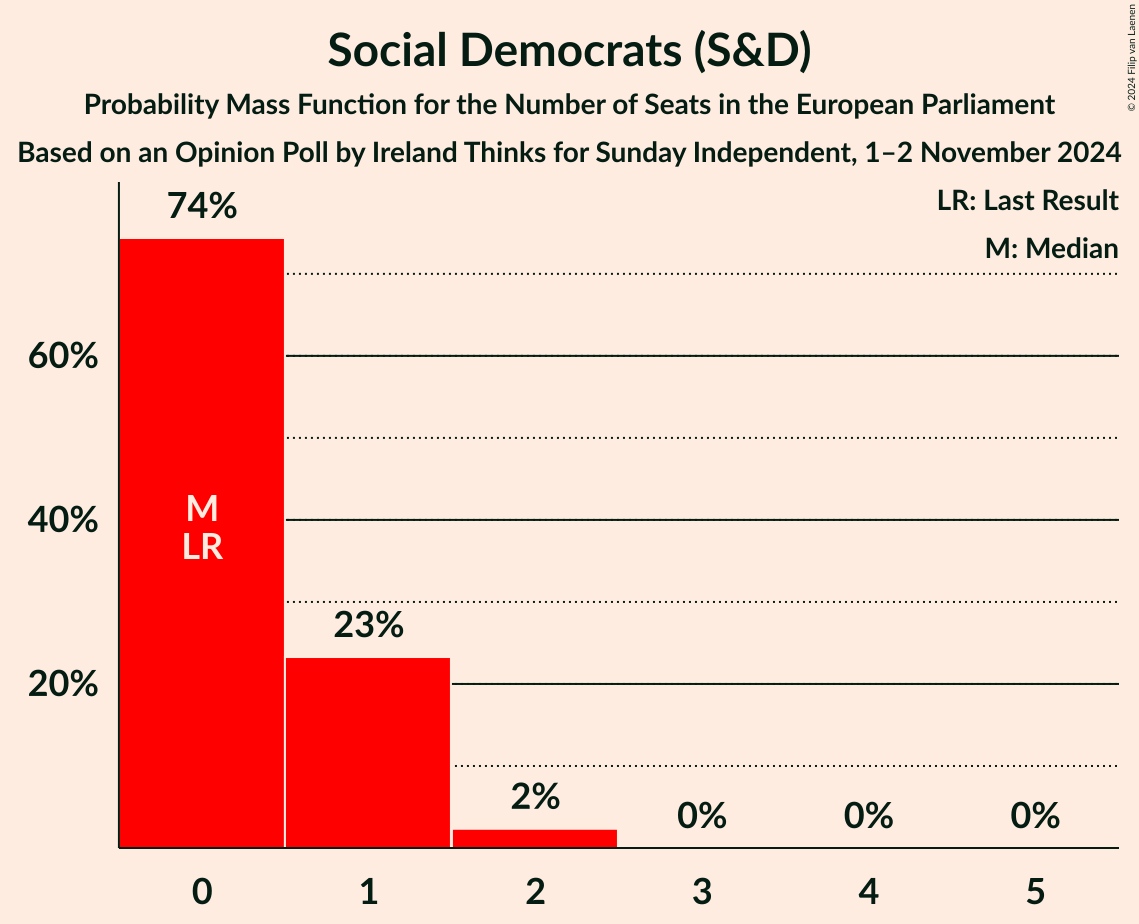 Social Democrats (S&D)
Probability Mass Function for the Number of Seats in the European Parliament
Based on an Opinion Poll by Ireland Thinks for Sunday Independent, 1–2 November 2024
© 2024 Filip van Laenen
LR: Last Result
M: Median
74%
60%
40%
20%
M
LR
23%
2%
0%
0%
0%
0
1
2
3
4
5